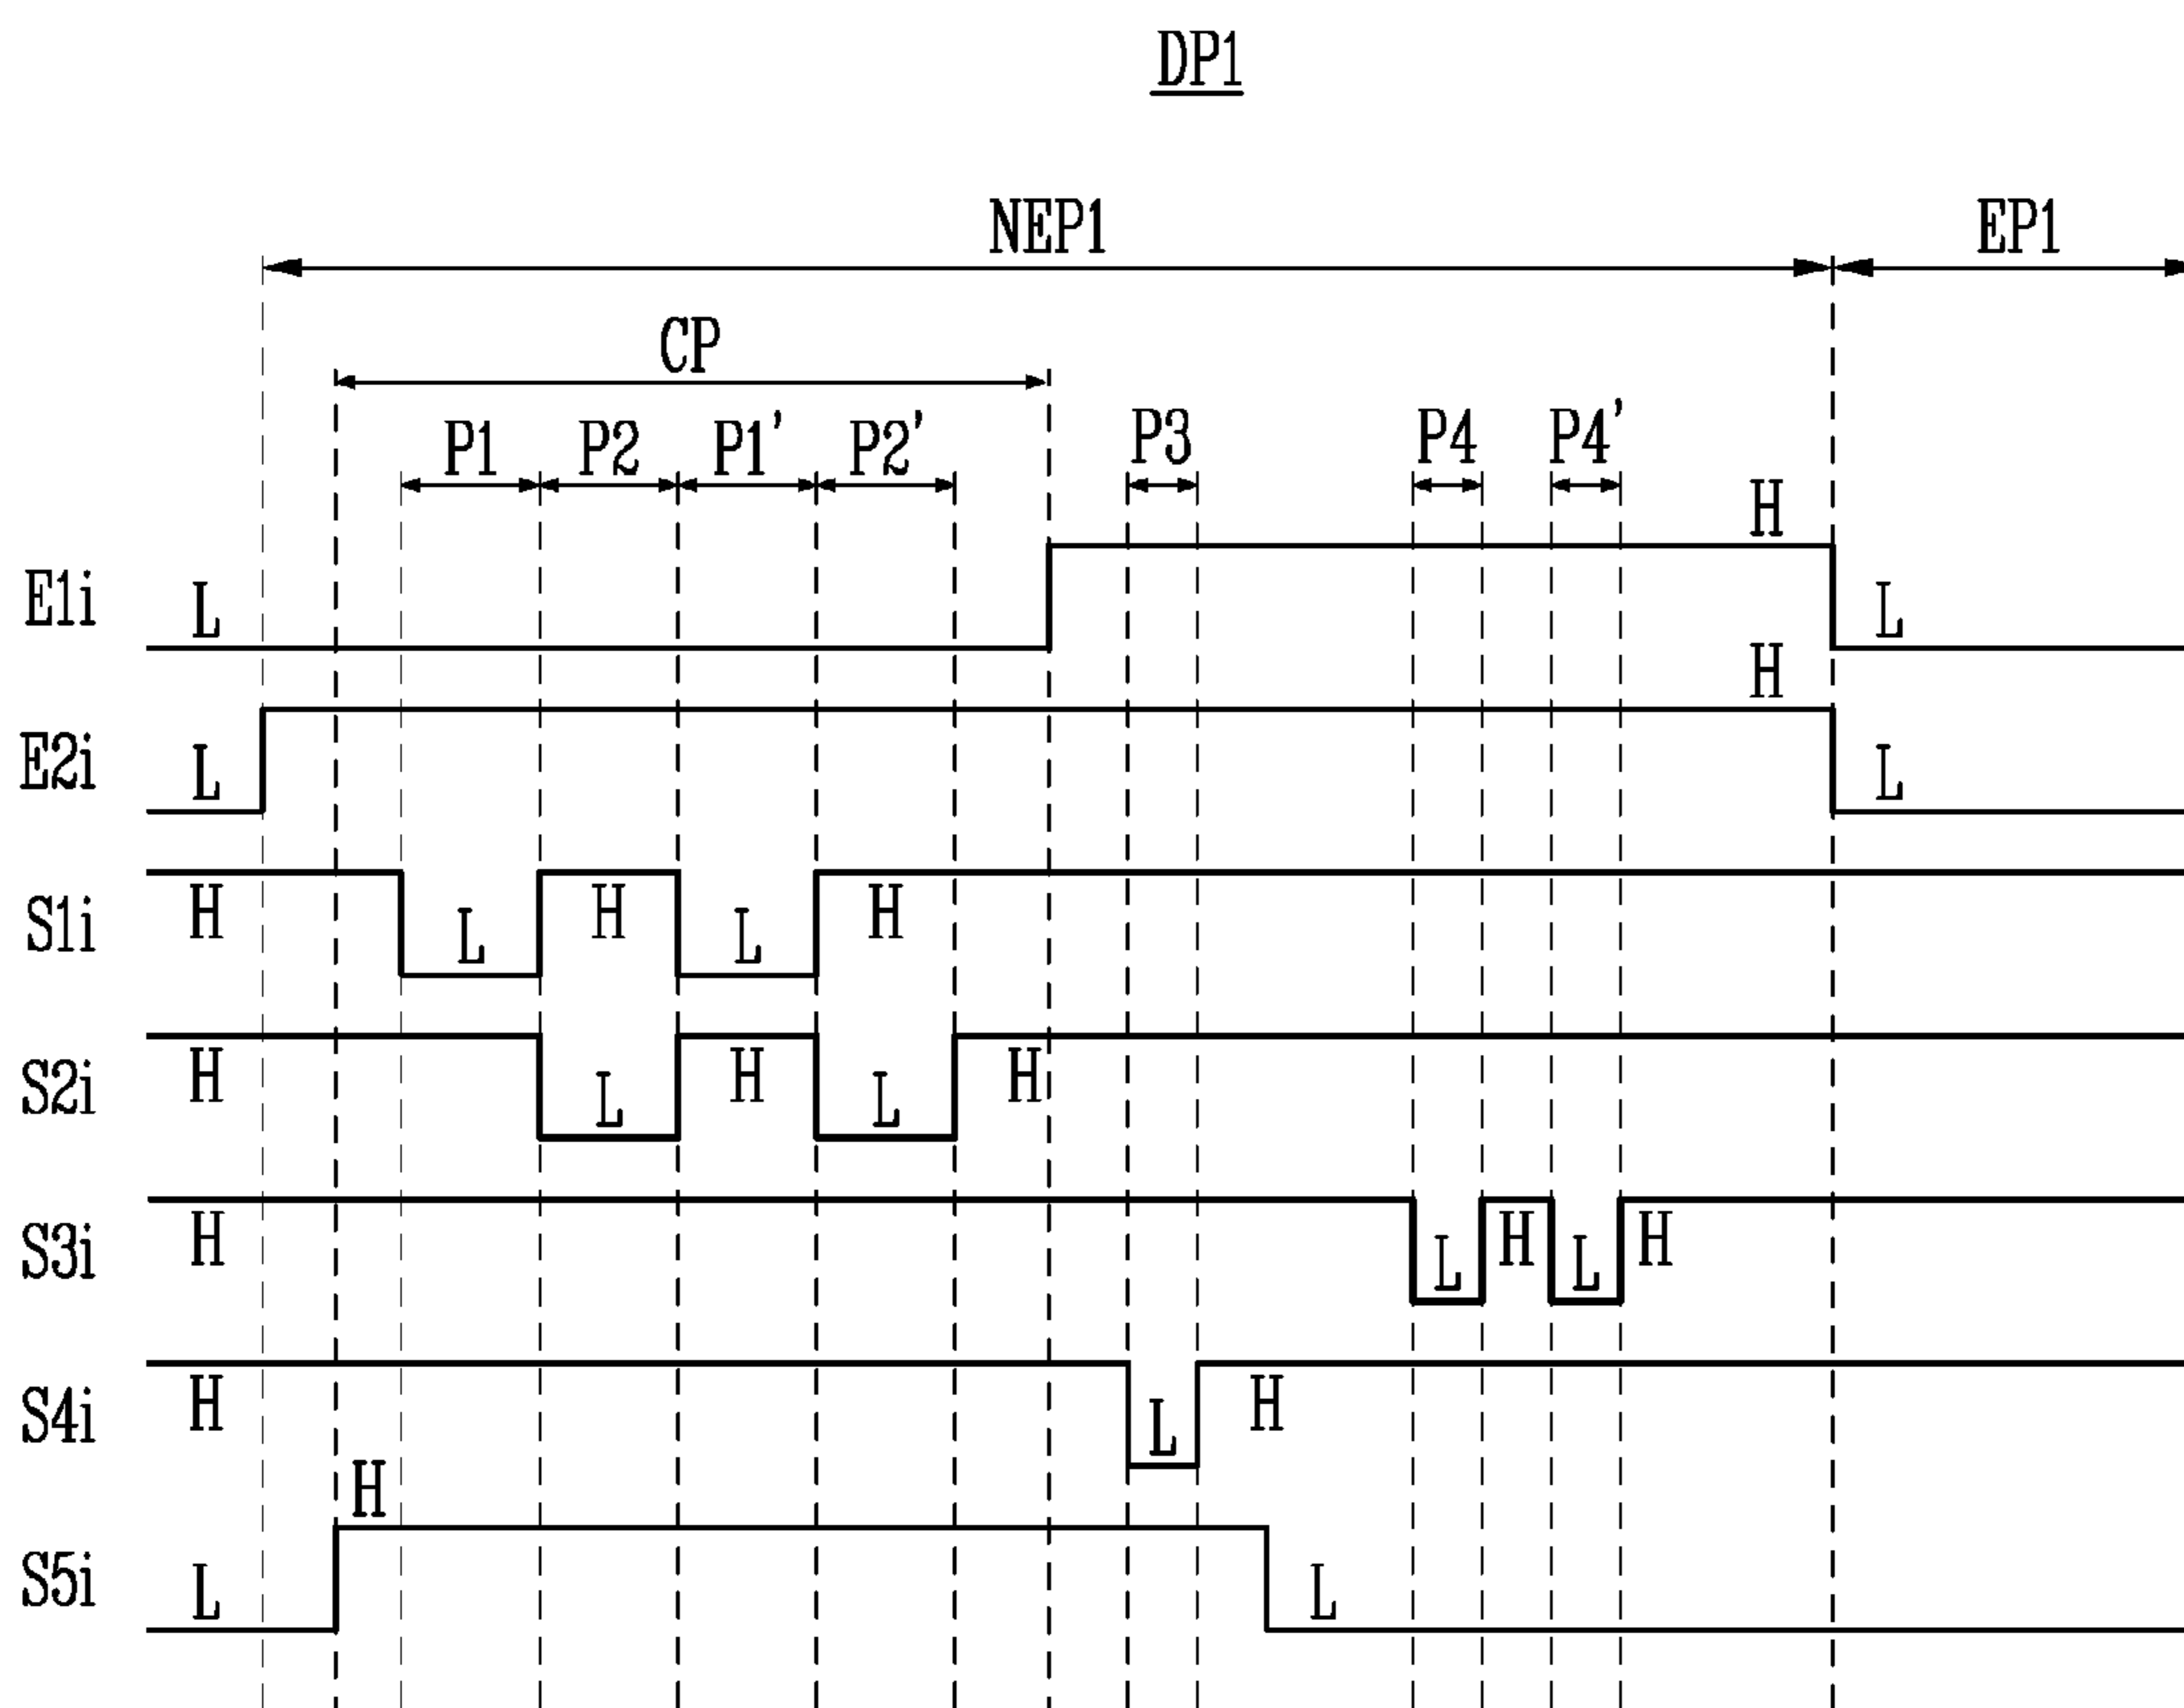 DP1
NEP1 EP1
CP
P1 P2 P1' P2' P3 P4 P4'
H
E1i L L
H
E2i L L
S1i H L H L H
S2i H L H L H
S3i H L H L H
S4i H L H
H
S5i L L